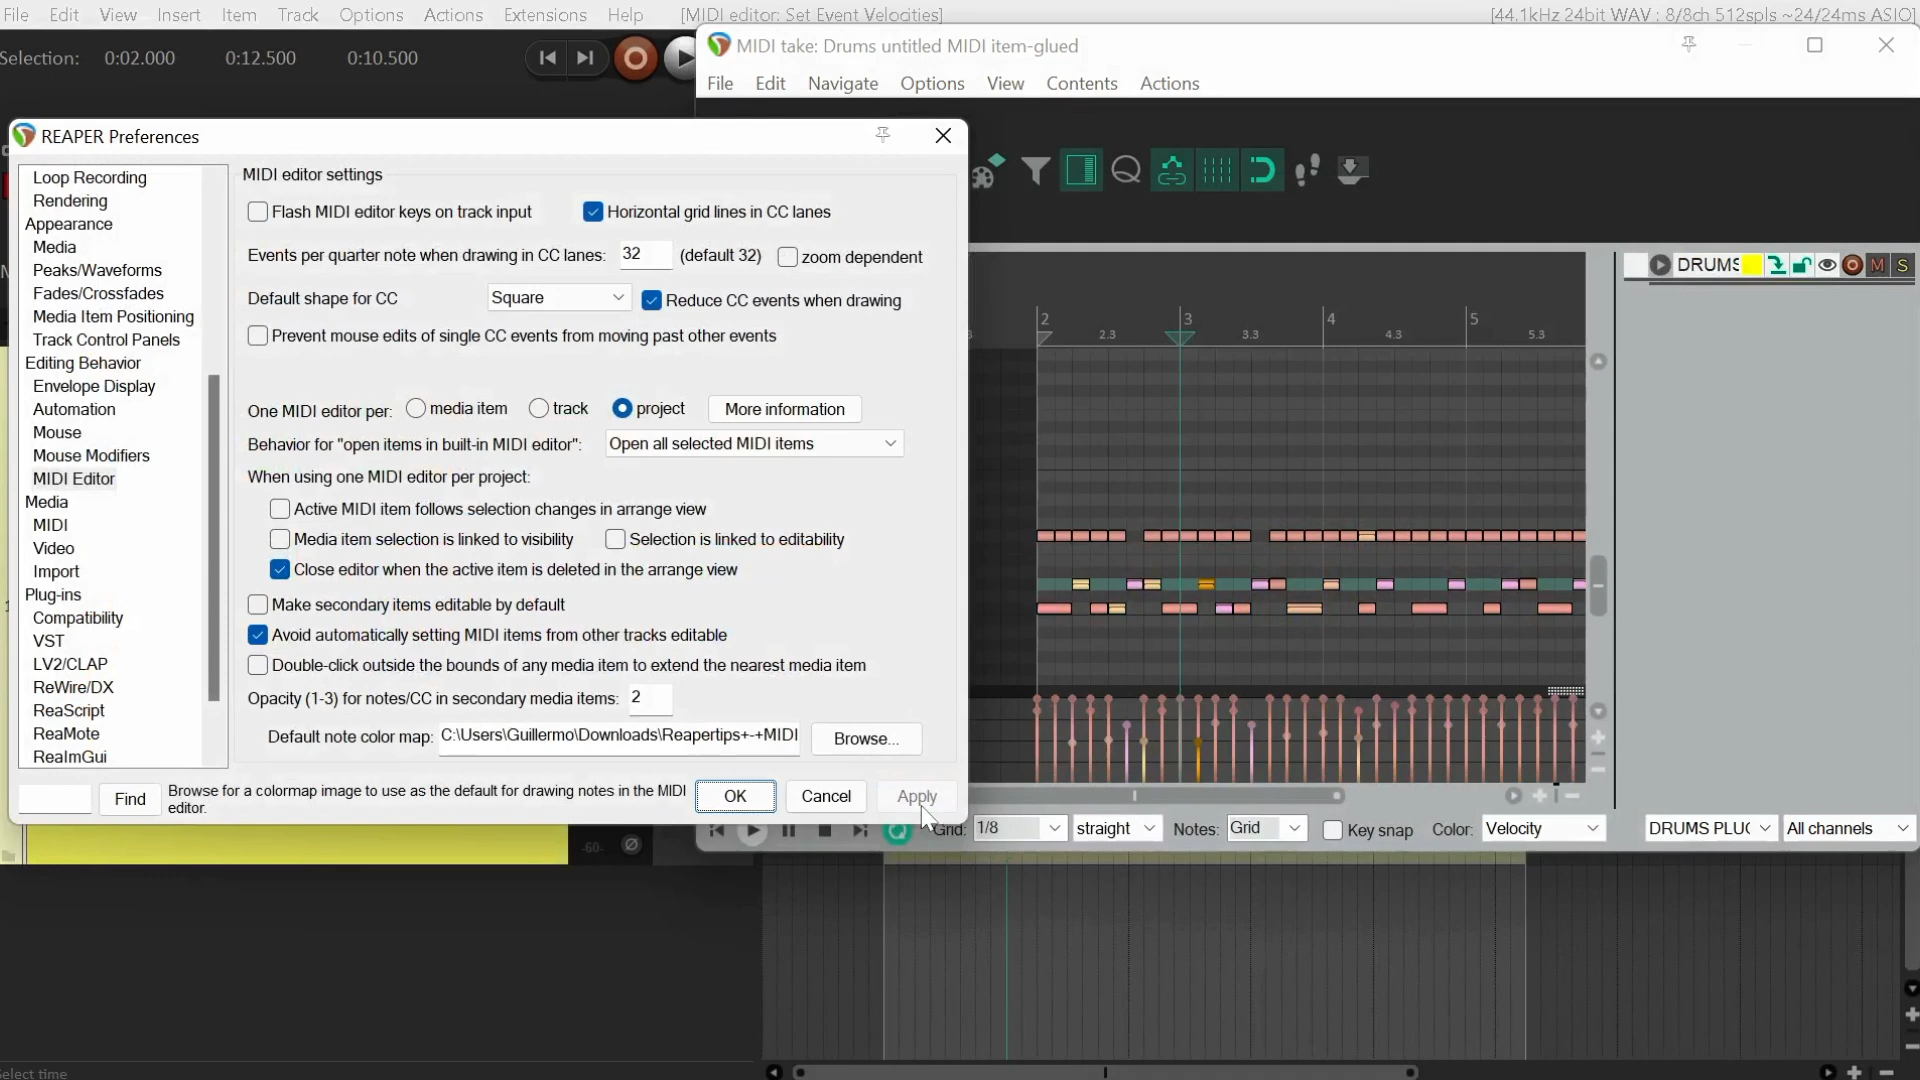 File Edit View Insert Item Track Options Actions Extensions Help [MIDI editor: Set Event Velocities] [44.1kHz 24bit WAV : 8/8ch 512spls ~24/24ms ASIO]
Selection: 0:02.000 0:12.500 0:10.500
MIDI take: Drums untitled MIDI item-glued
File Edit Navigate Options View Contents Actions
REAPER Preferences
Loop Recording
Rendering
Appearance
Media
Peaks/Waveforms
Fades/Crossfades
Media Item Positioning
Track Control Panels
Editing Behavior
Envelope Display
Automation
Mouse
Mouse Modifiers
MIDI Editor
Media
MIDI
Video
Import
Plug-ins
Compatibility
VST
LV2/CLAP
ReWire/DX
ReaScript
ReaMote
ReaImGui
Find
MIDI editor settings
Flash MIDI editor keys on track input Horizontal grid lines in CC lanes
Events per quarter note when drawing in CC lanes: 32 (default 32) zoom dependent
Default shape for CC Square Reduce CC events when drawing
Prevent mouse edits of single CC events from moving past other events
One MIDI editor per: media item track project More information
Behavior for "open items in built-in MIDI editor": Open all selected MIDI items
When using one MIDI editor per project:
Active MIDI item follows selection changes in arrange view
Media item selection is linked to visibility Selection is linked to editability
Close editor when the active item is deleted in the arrange view
Make secondary items editable by default
Avoid automatically setting MIDI items from other tracks editable
Double-click outside the bounds of any media item to extend the nearest media item
Opacity (1-3) for notes/CC in secondary media items: 2
Default note color map: C:\Users\Guillermo\Downloads\Reapertips+-+MIDI Browse...
Browse for a colormap image to use as the default for drawing notes in the MIDI
editor.
OK Cancel Apply
2 3 4 5
2.3 3.3 4.3 5.3
DRUMS M S
Grid: 1/8 straight Notes: Grid Key snap Color: Velocity DRUMS PLUC All channels
-60-
Select time